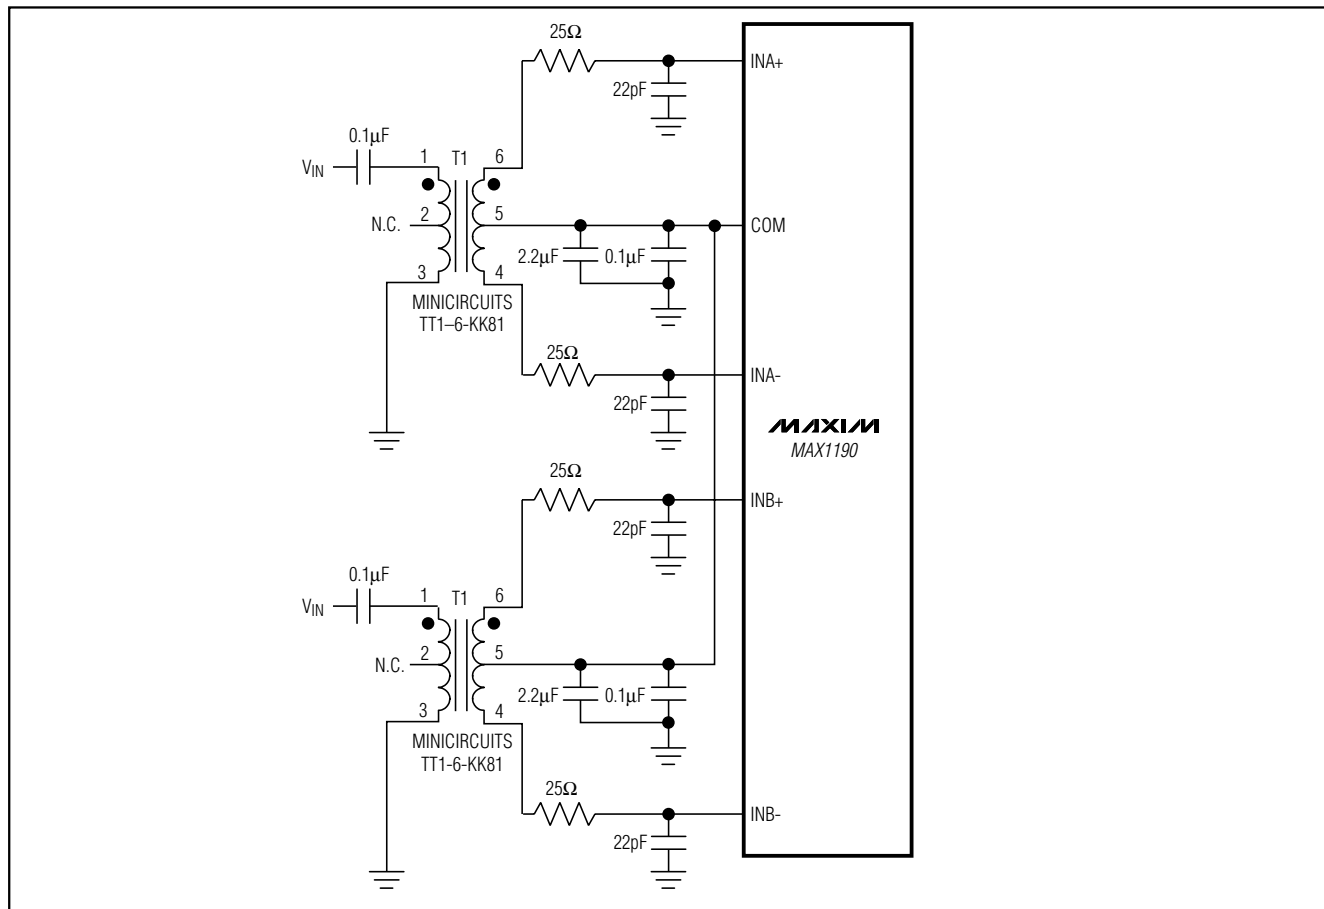 25Ω
INA+
22pF
0.1µF
VIN
1
T1
6
N.C.
2
5
COM
2.2µF
0.1µF
3
4
MINICIRCUITS
TT1–6-KK81
25Ω
INA-
22pF
MAXIM
MAX1190
25Ω
INB+
22pF
0.1µF
VIN
1
T1
6
N.C.
2
5
2.2µF
0.1µF
3
4
MINICIRCUITS
TT1-6-KK81
25Ω
INB-
22pF